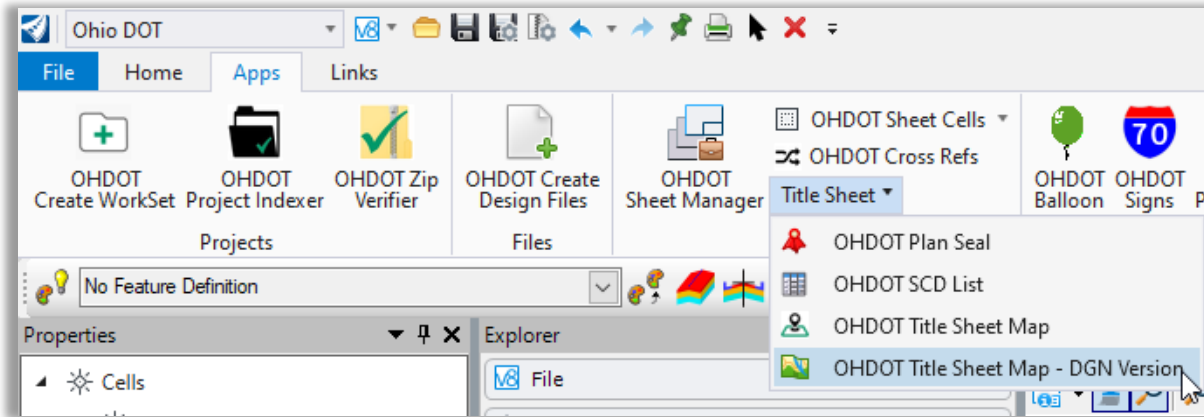 Ohio DOT
V8
File Home Apps Links
OHDOT Create WorkSet
OHDOT Project Indexer
OHDOT Zip Verifier
OHDOT Create Design Files
OHDOT Sheet Manager
OHDOT Sheet Cells
OHDOT Cross Refs
Title Sheet
OHDOT Balloon
70
OHDOT Signs
P
Projects
Files
OHDOT Plan Seal
OHDOT SCD List
OHDOT Title Sheet Map
OHDOT Title Sheet Map - DGN Version
No Feature Definition
Properties
Explorer
Cells
V8 File